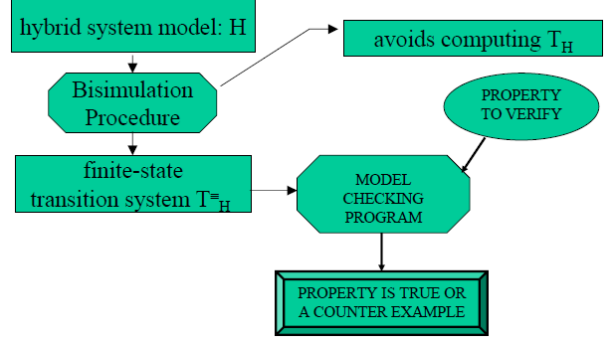 hybrid system model: H
avoids computing T_H
Bisimulation
Procedure
PROPERTY
TO VERIFY
finite-state
transition system T^≡_H
MODEL
CHECKING
PROGRAM
PROPERTY IS TRUE OR
A COUNTER EXAMPLE